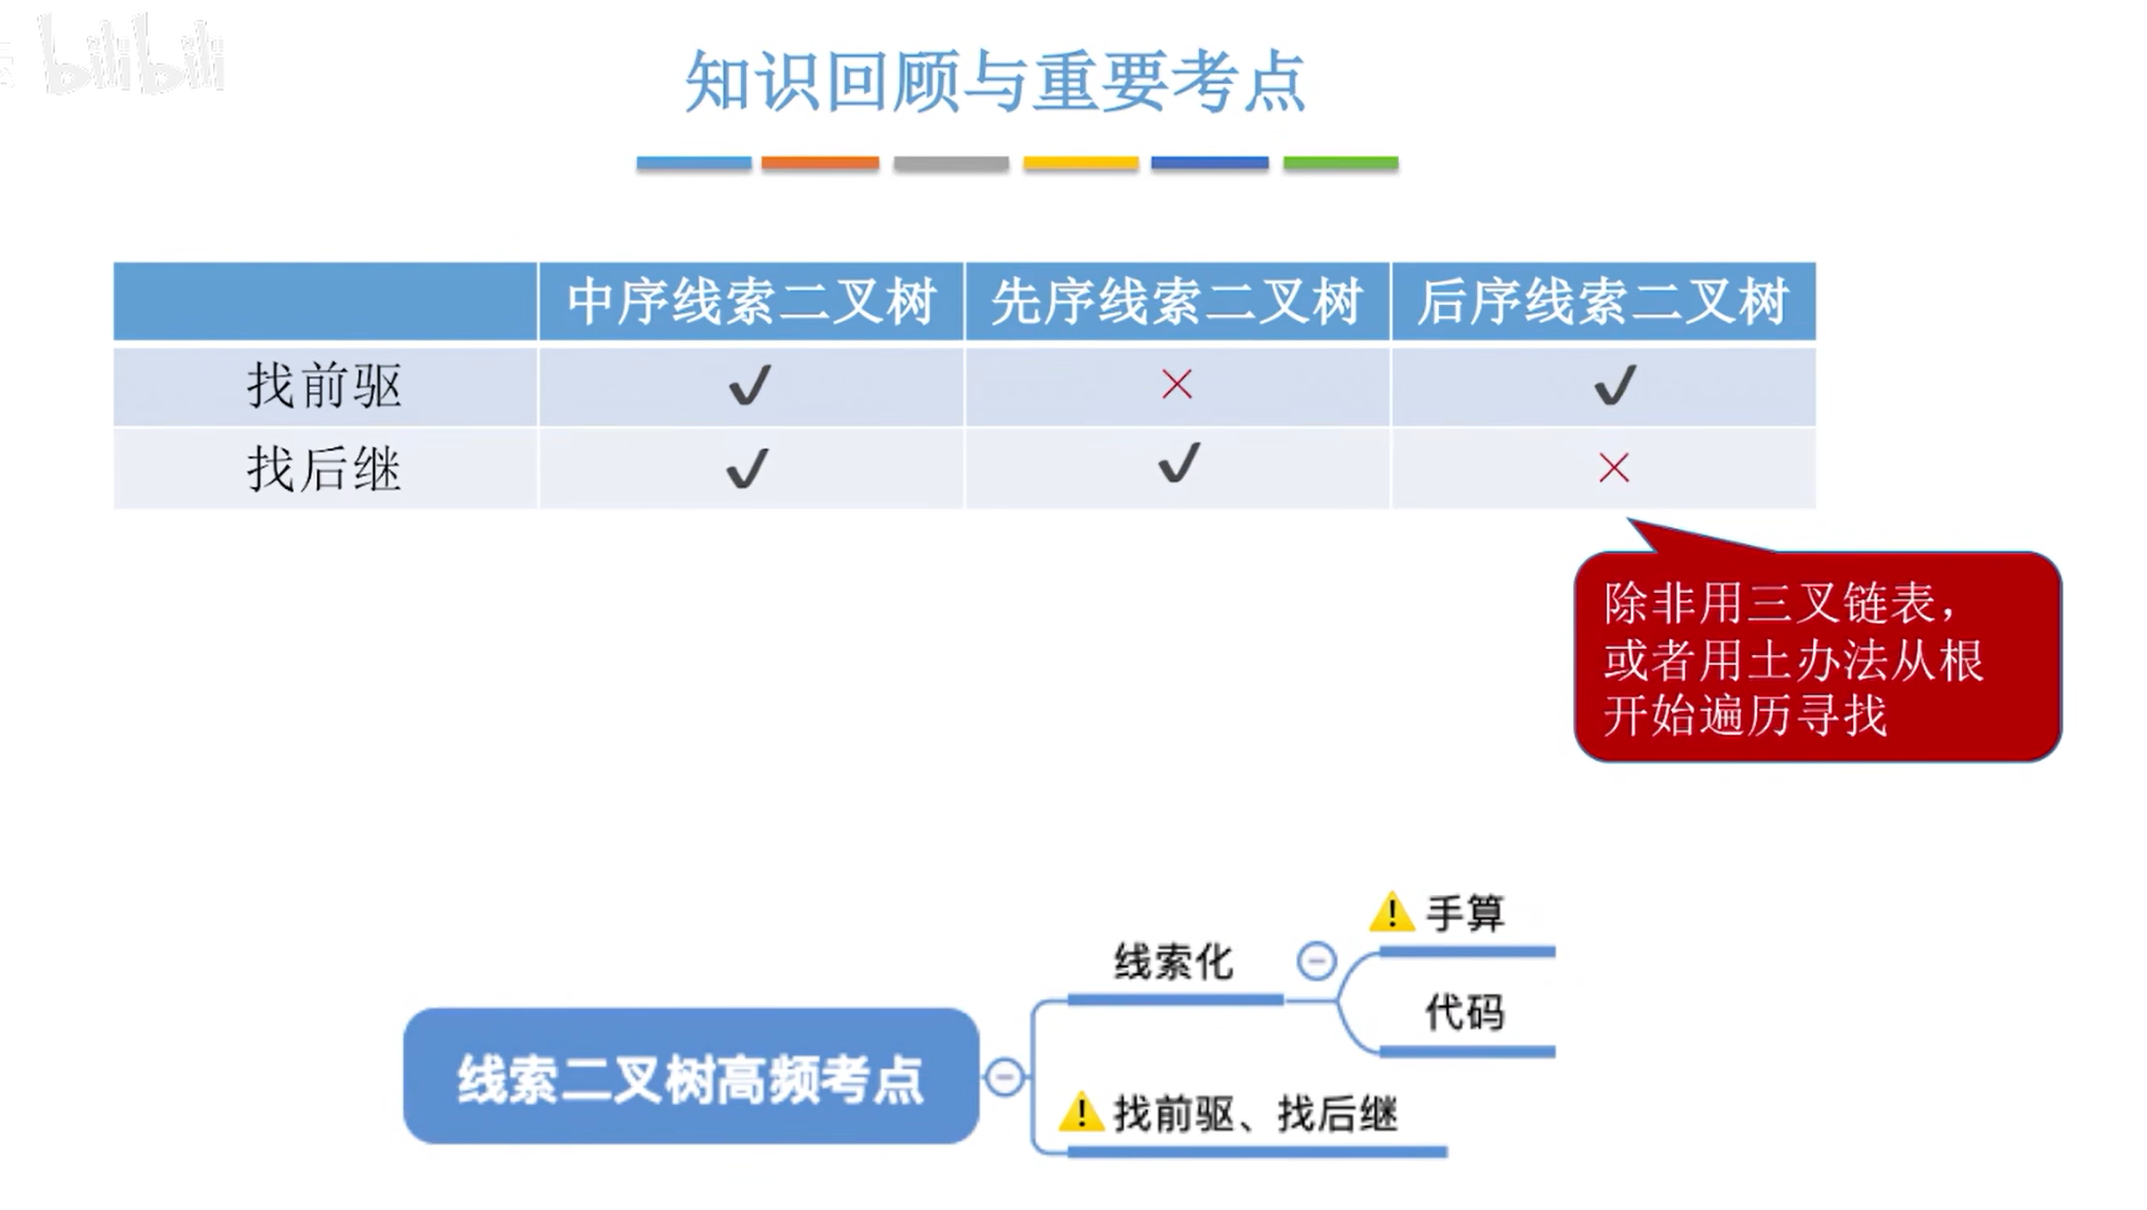 bilibili
知识回顾与重要考点
中序线索二叉树 先序线索二叉树 后序线索二叉树
找前驱 ✔ × ✔
找后继 ✔ ✔ ×
除非用三叉链表，
或者用土办法从根
开始遍历寻找
线索二叉树高频考点
线索化
手算
代码
找前驱、找后继